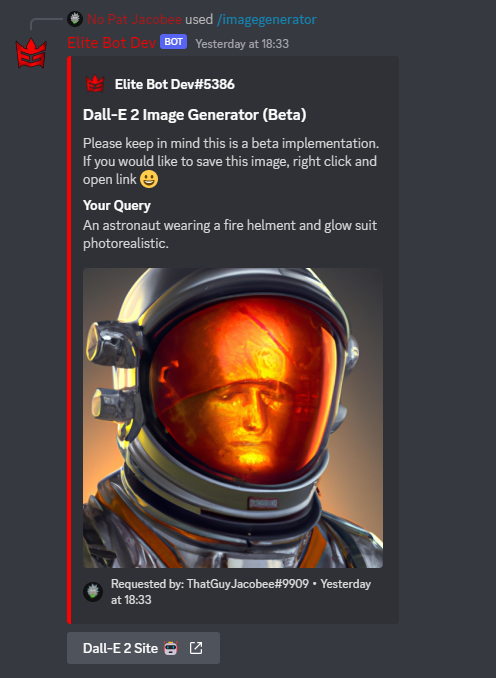 No Pat Jacobee used /imagegenerator
Elite Bot Dev BOT Yesterday at 18:33
Elite Bot Dev#5386
Dall-E 2 Image Generator (Beta)
Please keep in mind this is a beta implementation.
If you would like to save this image, right click and
open link 😀
Your Query
An astronaut wearing a fire helment and glow suit
photorealistic.
Requested by: ThatGuyJacobee#9909 • Yesterday
at 18:33
Dall-E 2 Site